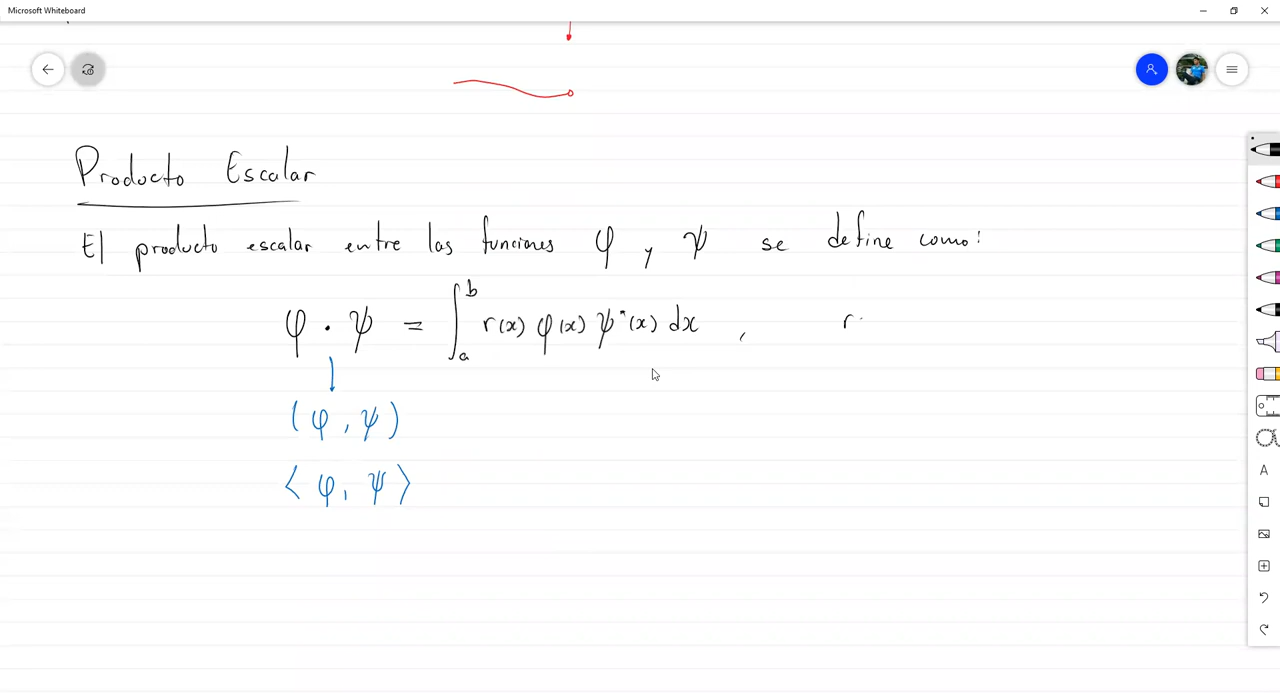 Microsoft Whiteboard
Producto Escalar
El producto escalar entre las funciones φ y ψ se define como:
φ · ψ = ∫_a^b r(x) φ(x) ψ*(x) dx , r
(φ, ψ)
⟨φ, ψ⟩
A